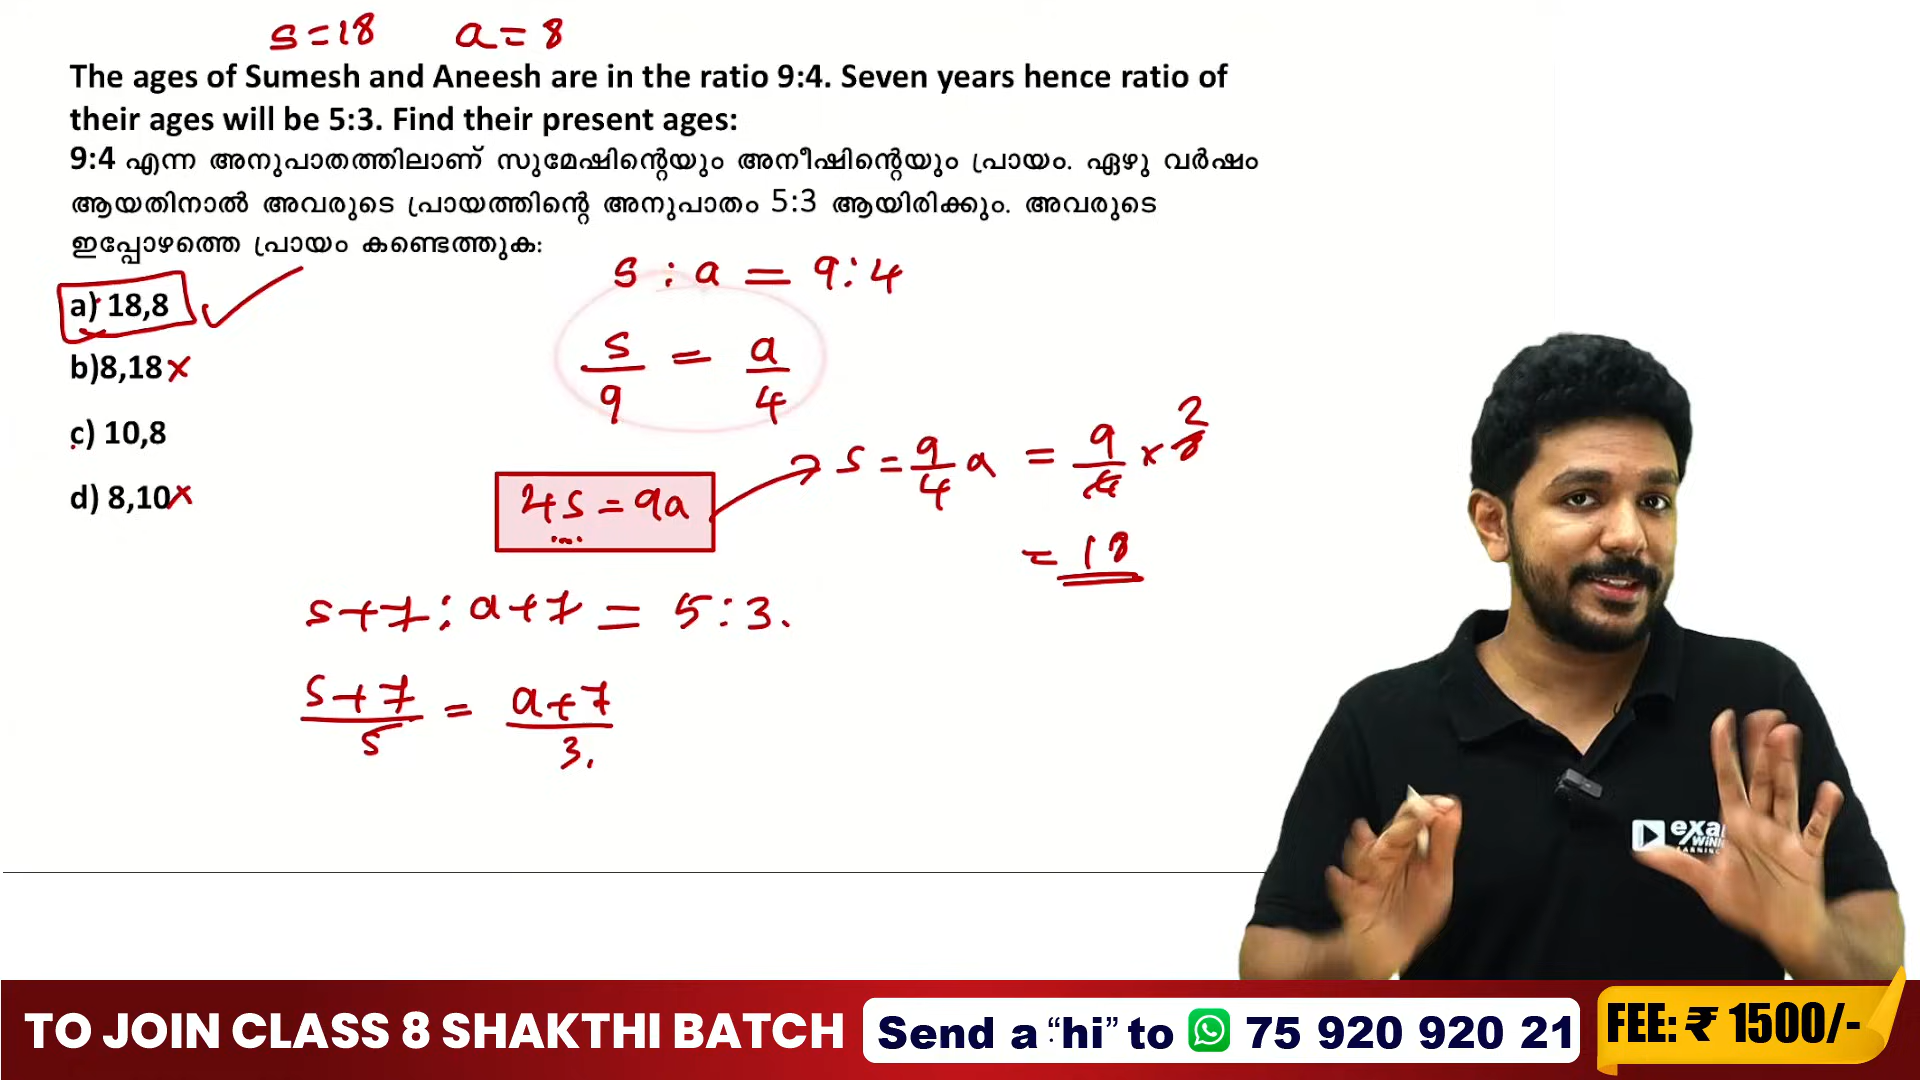 s=18 a=8
The ages of Sumesh and Aneesh are in the ratio 9:4. Seven years hence ratio of
their ages will be 5:3. Find their present ages:
9:4 എന്ന അനുപാതത്തിലാണ് സുമേഷിന്റെയും അനീഷിന്റെയും പ്രായം. ഏഴു വർഷം
ആയതിനാൽ അവരുടെ പ്രായത്തിന്റെ അനുപാതം 5:3 ആയിരിക്കും. അവരുടെ
ഇപ്പോഴത്തെ പ്രായം കണ്ടെത്തുക:
s : a = 9:4
a) 18,8
s/9 = a/4
b)8,18 x
c) 10,8
s = 9/4 a = 9/4 x 8 2
d) 8,10 x
4s = 9a
= 18
s+7 : a+7 = 5:3.
s+7/5 = a+7/3.
TO JOIN CLASS 8 SHAKTHI BATCH Send a “hi” to 75 920 920 21 FEE: ₹ 1500/-